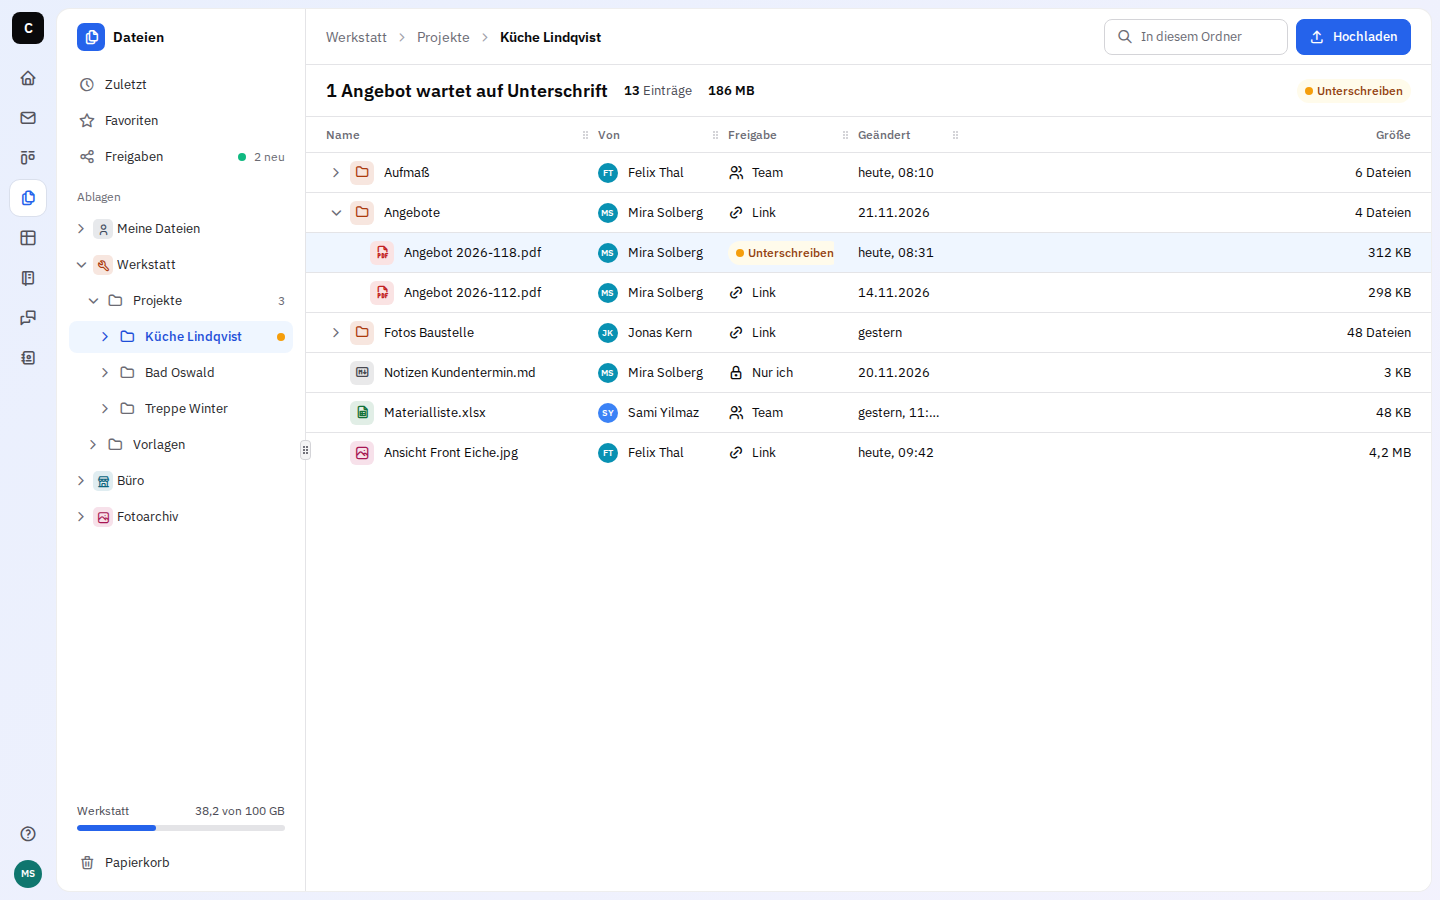 C
Dateien
Werkstatt > Projekte > Küche Lindqvist
In diesem Ordner
Hochladen
Zuletzt
Favoriten
Freigaben 2 neu
Ablagen
Meine Dateien
Werkstatt
Projekte 3
Küche Lindqvist
Bad Oswald
Treppe Winter
Vorlagen
Büro
Fotoarchiv
Werkstatt 38,2 von 100 GB
Papierkorb
MS
1 Angebot wartet auf Unterschrift 13 Einträge 186 MB Unterschreiben
Name Von Freigabe Geändert Größe
Aufmaß FT Felix Thal Team heute, 08:10 6 Dateien
Angebote MS Mira Solberg Link 21.11.2026 4 Dateien
PDF Angebot 2026-118.pdf MS Mira Solberg Unterschreiben heute, 08:31 312 KB
PDF Angebot 2026-112.pdf MS Mira Solberg Link 14.11.2026 298 KB
Fotos Baustelle JK Jonas Kern Link gestern 48 Dateien
Notizen Kundentermin.md MS Mira Solberg Nur ich 20.11.2026 3 KB
Materialliste.xlsx SY Sami Yilmaz Team gestern, 11:... 48 KB
Ansicht Front Eiche.jpg FT Felix Thal Link heute, 09:42 4,2 MB